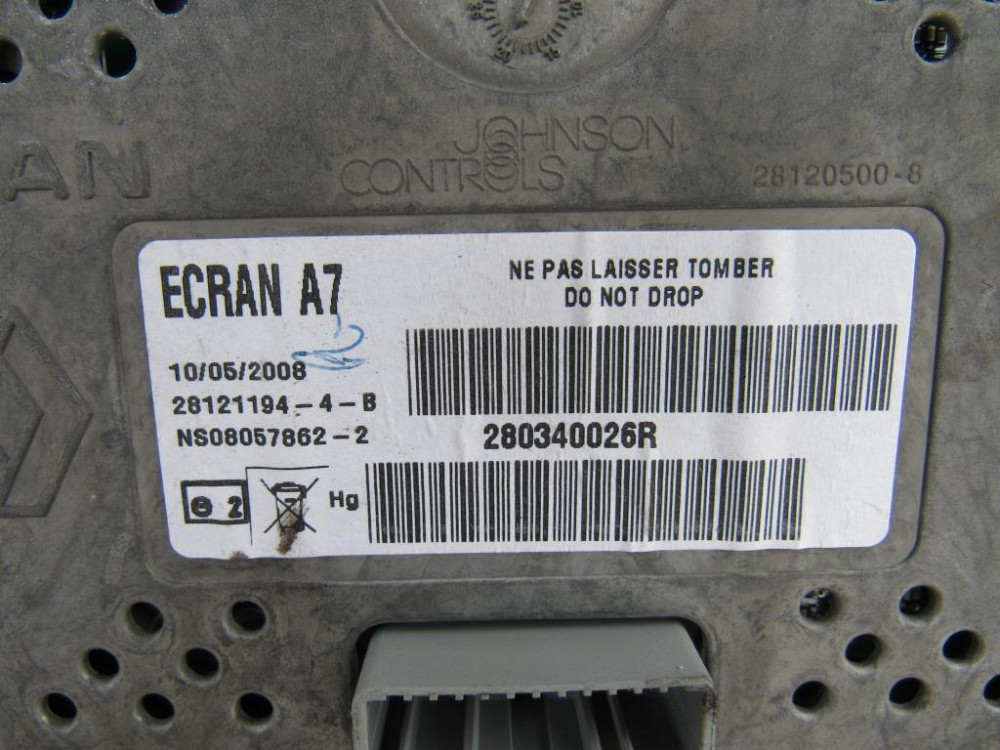 JOHNSON
CONTROLS
28120500-8
AN
ECRAN A7
NE PAS LAISSER TOMBER
DO NOT DROP
10/05/2008
28121194-4-B
NS08057862-2
280340026R
2
Hg